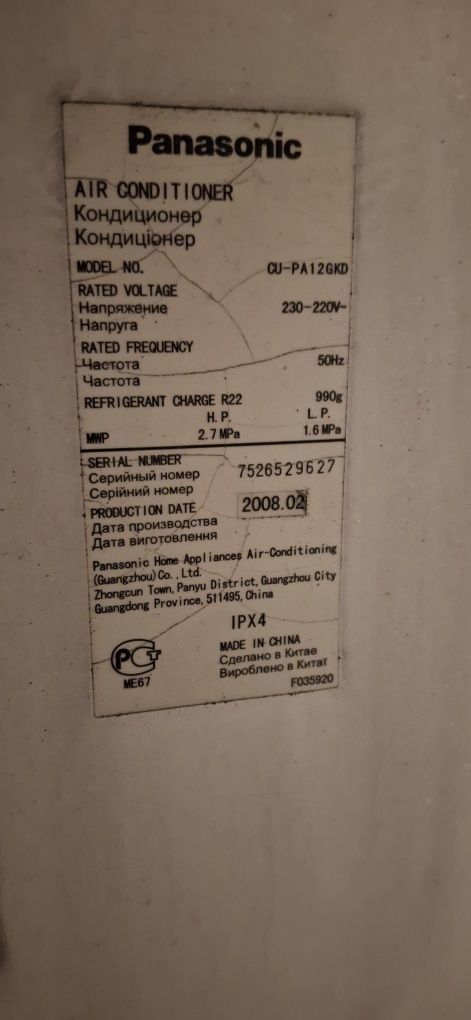 Panasonic
AIR CONDITIONER
Кондиционер
Кондиціонер
MODEL NO. CU-PA12GKD
RATED VOLTAGE
Напряжение 230-220V~
Напруга
RATED FREQUENCY
Частота 50Hz
Частота
REFRIGERANT CHARGE R22 990g
H.P. L.P.
MWP 2.7 MPa 1.6 MPa
SERIAL NUMBER
Серийный номер 7526529627
Серійний номер
PRODUCTION DATE 2008.02
Дата производства
Дата виготовлення
Panasonic Home Appliances Air-Conditioning
(Guangzhou) Co., Ltd.
Zhongcun Town, Panyu District, Guangzhou City
Guangdong Province, 511495, China
IPX4
РСТ
ME67
MADE IN CHINA
Сделано в Китае
Вироблено в Китаї
F035920